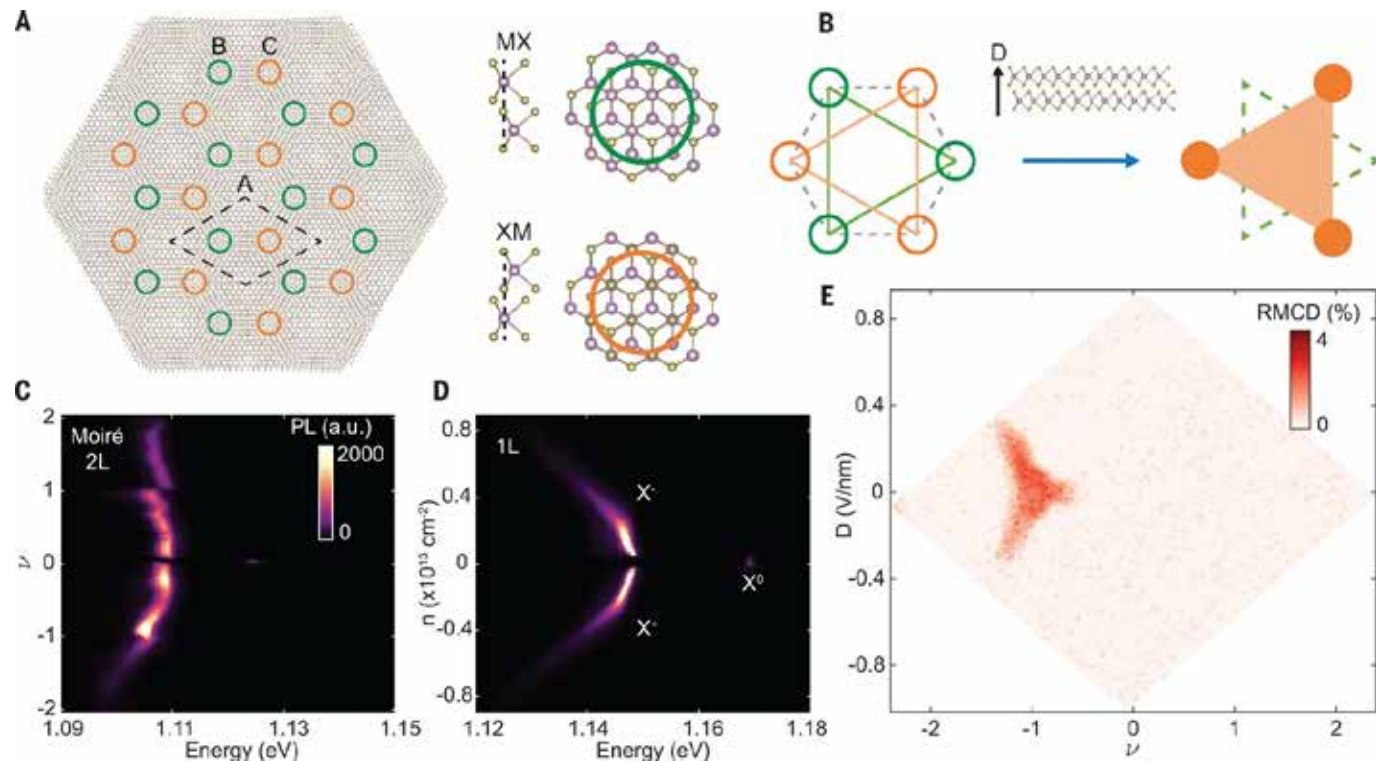 A
B
C
A
MX
XM
B
D
C
Moiré
2L
PL (a.u.)
2000
0
2
1
0
-1
-2
ν
1.09
1.11
1.13
1.15
Energy (eV)
D
1L
X⁻
X⁰
X⁺
0.8
0.4
0
-0.4
-0.8
n (x10¹³ cm⁻²)
1.12
1.14
1.16
1.18
Energy (eV)
E
RMCD (%)
4
0
0.8
0.4
0
-0.4
-0.8
D (V/nm)
-2
-1
0
1
2
ν